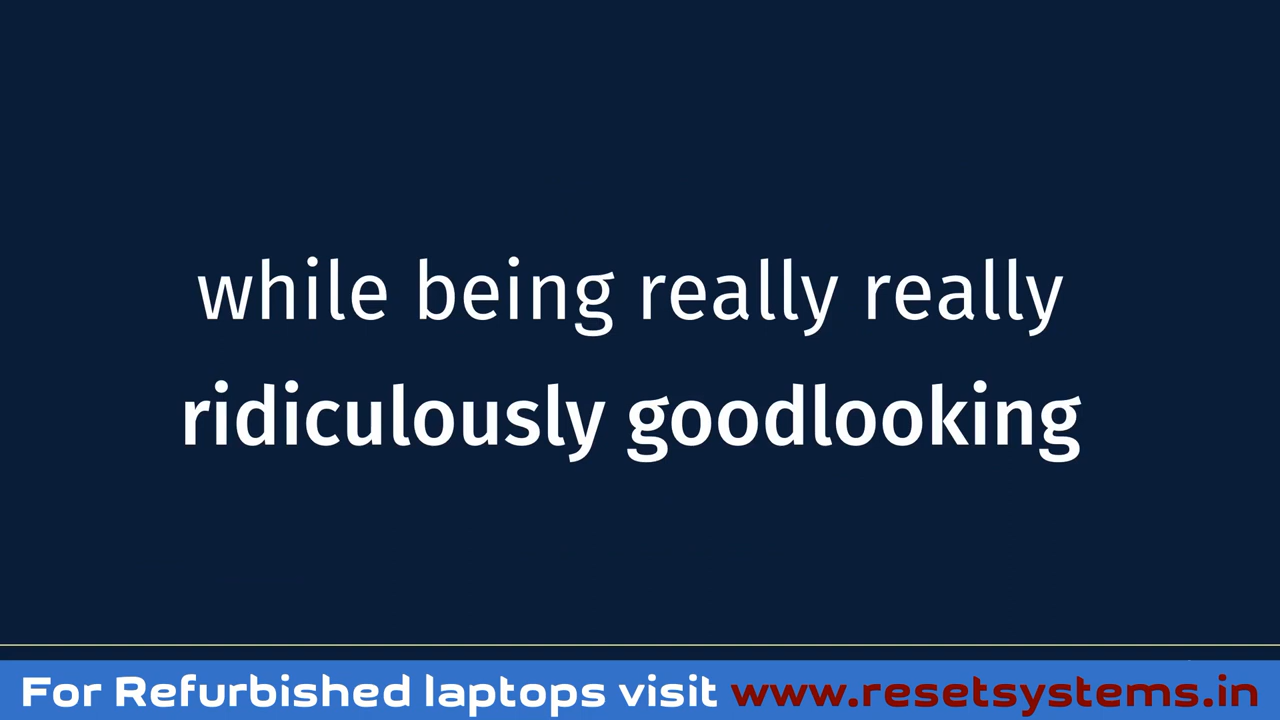 while being really really
ridiculously goodlooking
For Refurbished laptops visit www.resetsystems.in